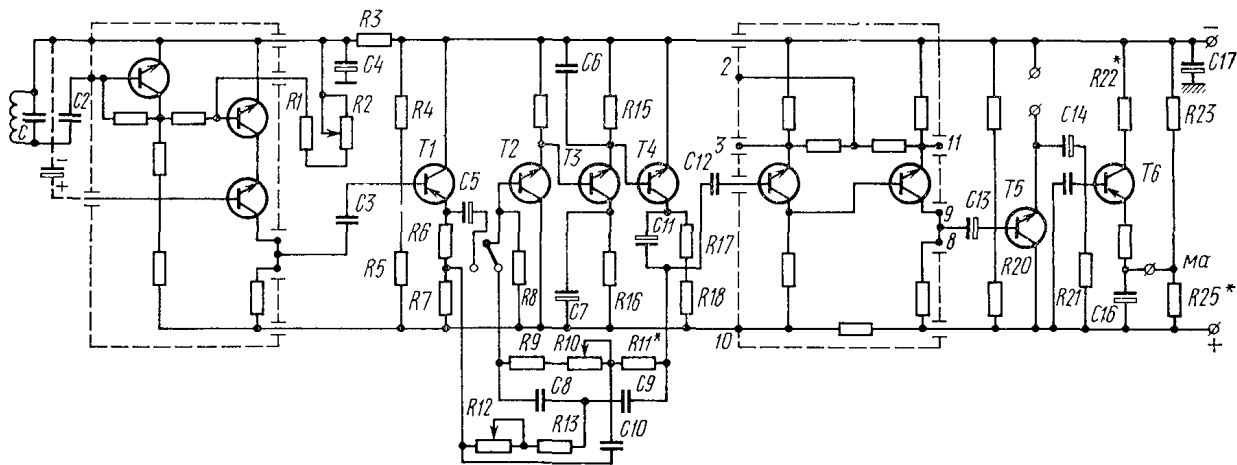 R3
C4
C6
2
R22*
C17
C2
R1
R2
R4
R15
C14
R23
C
3
11
T1
T2
T3
T4
C12
T5
T6
C3
C5
9
C13
R6
C11
R17
8
R20
ма
R5
R7
R8
C7
R16
R18
R21
C16
R25*
10
R9
R10
R11*
C8
C9
R12
R13
C10
−
+
−
+